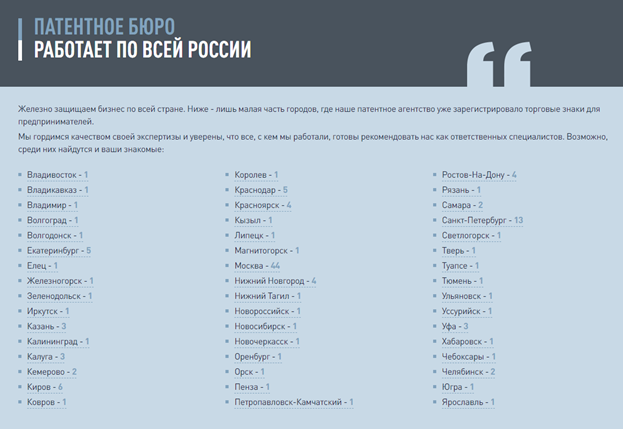 ПАТЕНТНОЕ БЮРО
РАБОТАЕТ ПО ВСЕЙ РОССИИ
Железно защищаем бизнес по всей стране. Ниже - лишь малая часть городов, где наше патентное агентство уже зарегистрировало торговые знаки для
предпринимателей.
Мы гордимся качеством своей экспертизы и уверены, что все, с кем мы работали, готовы рекомендовать нас как ответственных специалистов. Возможно,
среди них найдутся и ваши знакомые:
Владивосток - 1
Владикавказ - 1
Владимир - 1
Волгоград - 1
Волгодонск - 1
Екатеринбург - 5
Елец - 1
Железногорск - 1
Зеленодольск - 1
Иркутск - 1
Казань - 3
Калининград - 1
Калуга - 3
Кемерово - 2
Киров - 6
Ковров - 1
Королев - 1
Краснодар - 5
Красноярск - 4
Кызыл - 1
Липецк - 1
Магнитогорск - 1
Москва - 44
Нижний Новгород - 4
Нижний Тагил - 1
Новороссийск - 1
Новосибирск - 1
Новочеркасск - 1
Оренбург - 1
Орск - 1
Пенза - 1
Петропавловск-Камчатский - 1
Ростов-На-Дону - 4
Рязань - 1
Самара - 2
Санкт-Петербург - 13
Светлогорск - 1
Тверь - 1
Туапсе - 1
Тюмень - 1
Ульяновск - 1
Уссурийск - 1
Уфа - 3
Хабаровск - 1
Чебоксары - 1
Челябинск - 2
Югра - 1
Ярославль - 1